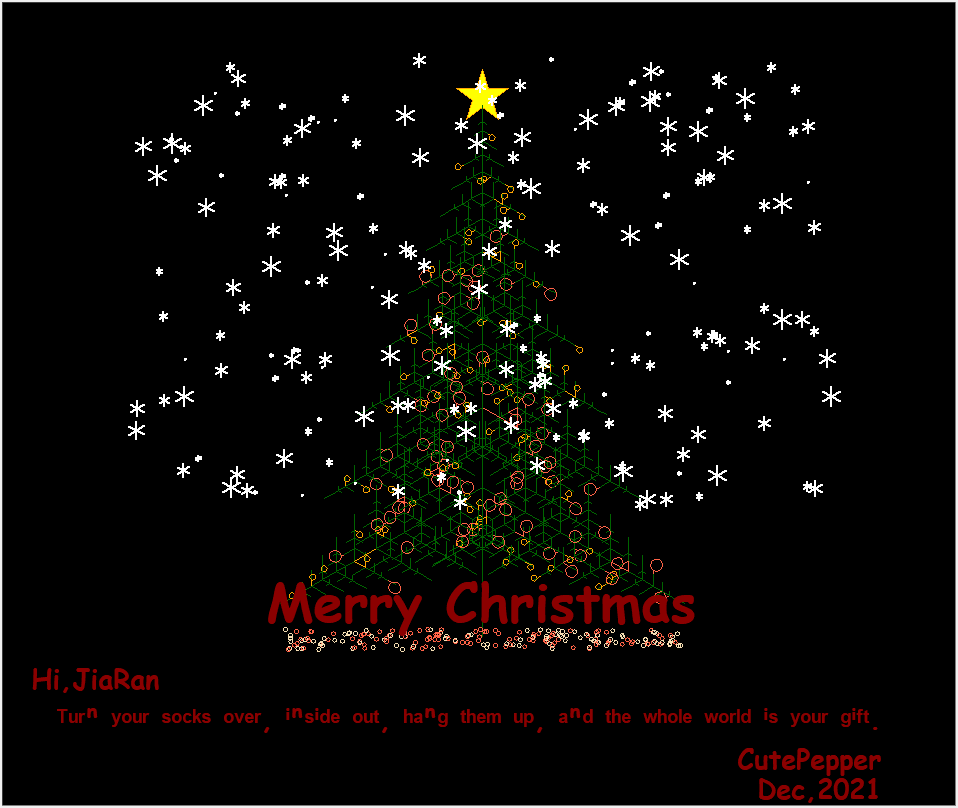 Merry Christmas
Hi,JiaRan
Turn your socks over, inside out, hang them up, and the whole world is your gift.
CutePepper
Dec,2021